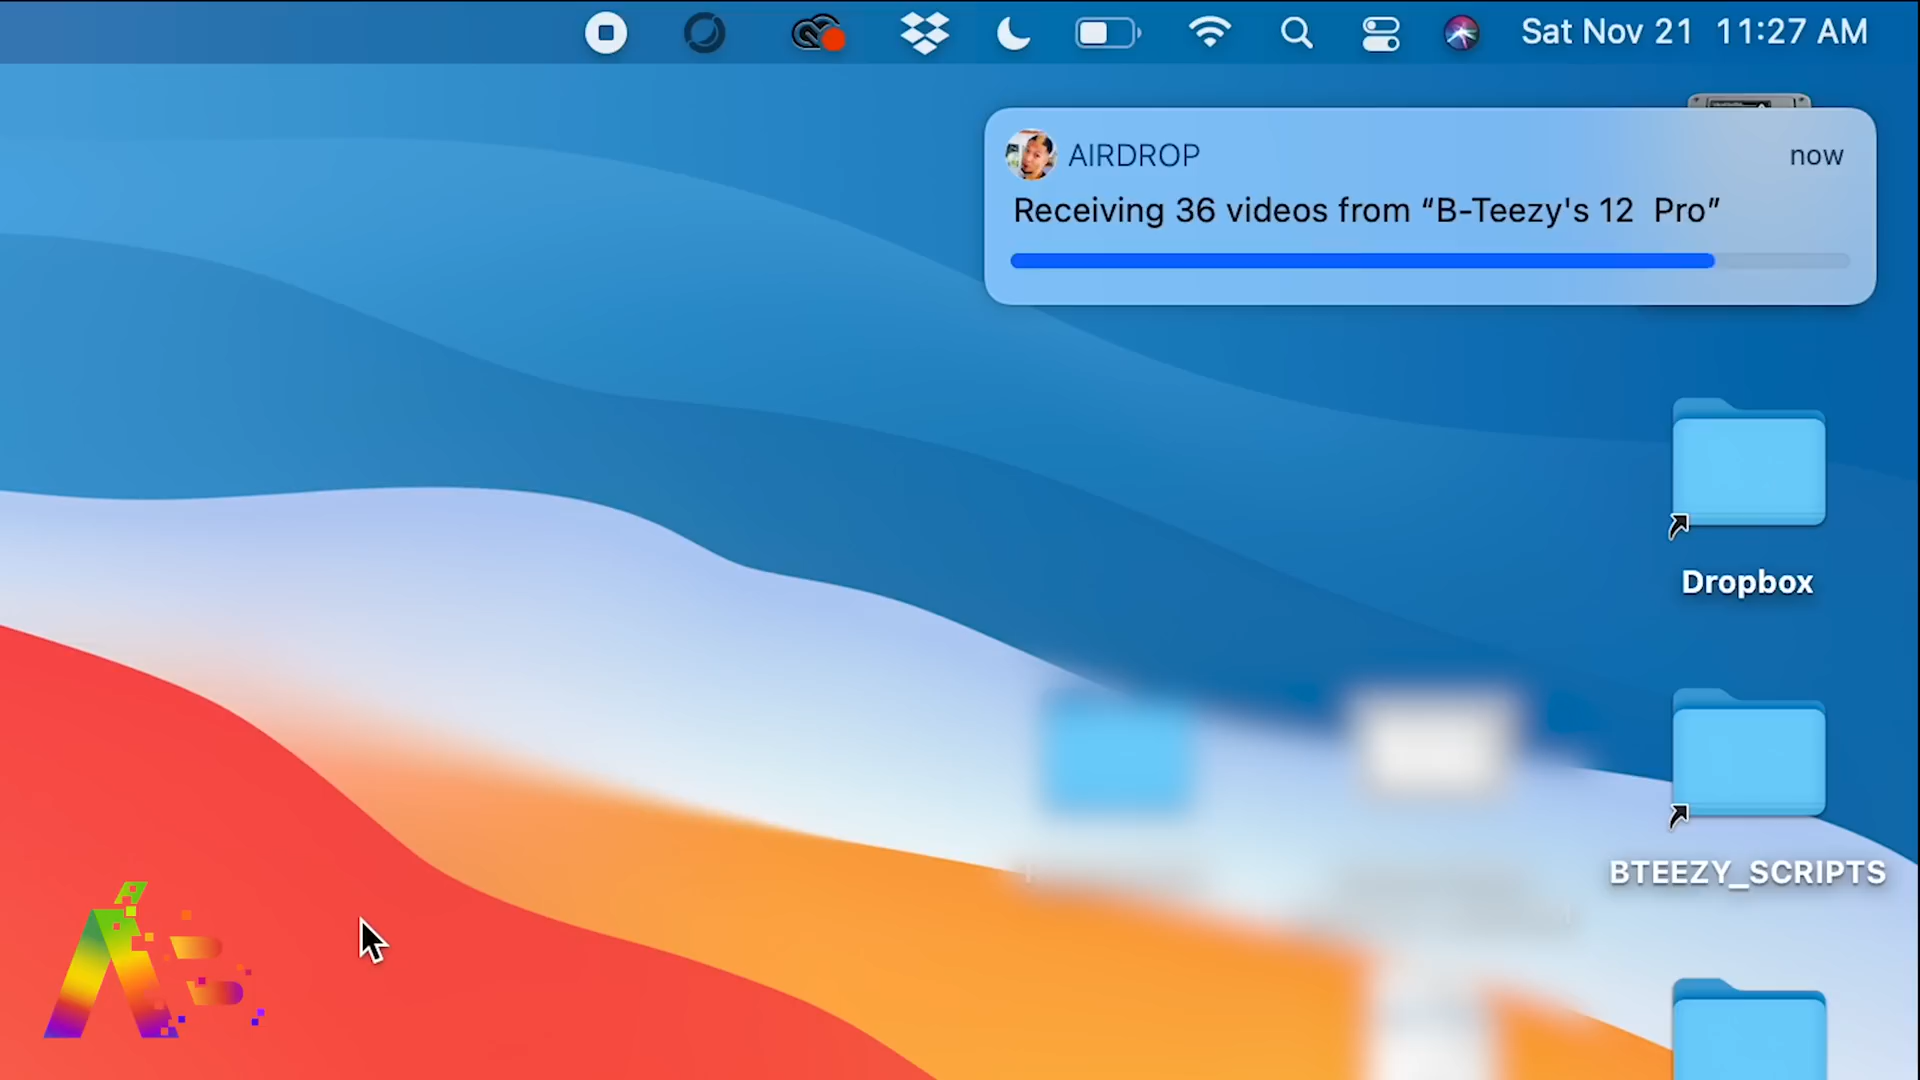 Sat Nov 21 11:27 AM
AIRDROP
now
Receiving 36 videos from “B-Teezy's 12  Pro”
Dropbox
BTEEZY_SCRIPTS